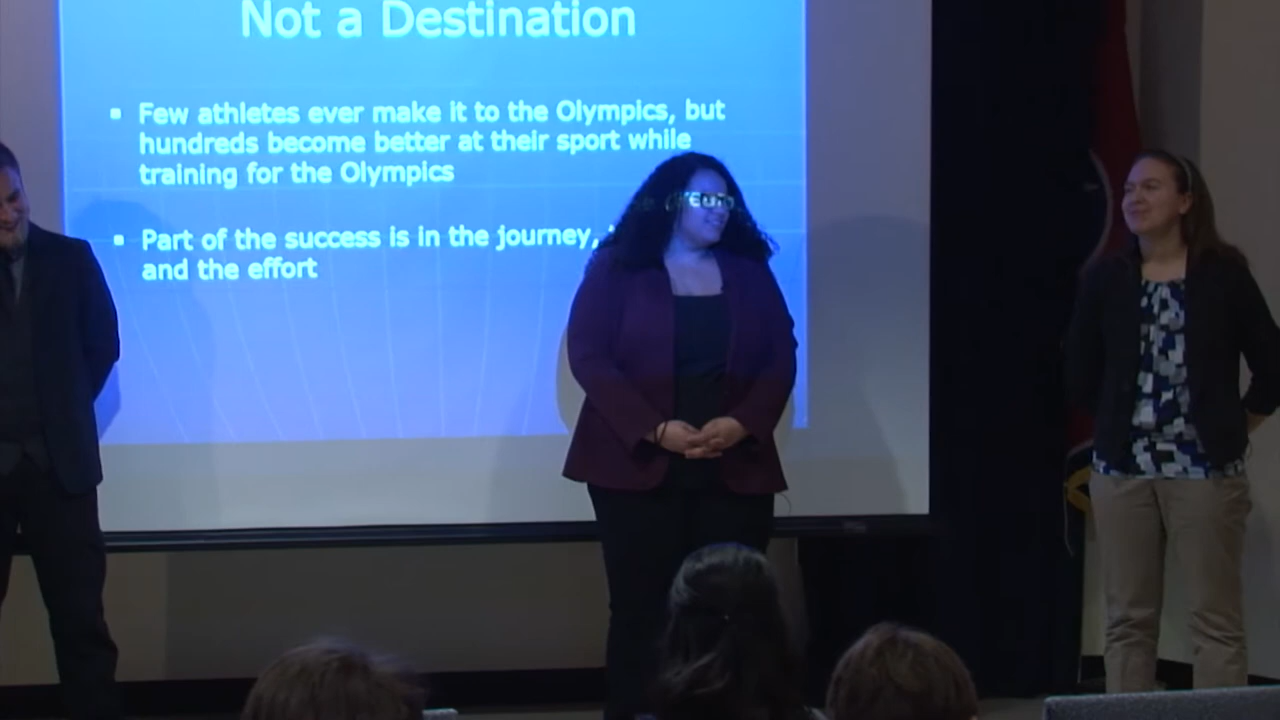 Not a Destination
Few athletes ever make it to the Olympics, but
hundreds become better at their sport while
training for the Olympics
Part of the success is in the journey,
and the effort